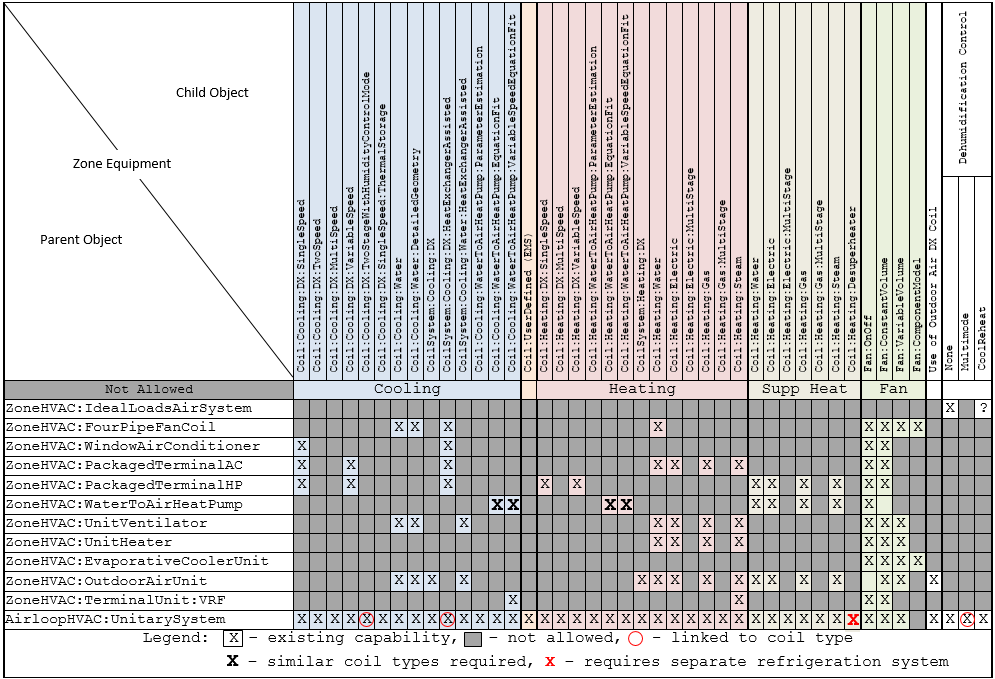 Child Object
Zone Equipment
Parent Object
Coil:Cooling:DX:SingleSpeed
Coil:Cooling:DX:TwoSpeed
Coil:Cooling:DX:MultiSpeed
Coil:Cooling:DX:VariableSpeed
Coil:Cooling:DX:TwoStageWithHumidityControlMode
Coil:Cooling:DX:SingleSpeed:ThermalStorage
Coil:Cooling:Water
Coil:Cooling:Water:DetailedGeometry
CoilSystem:Cooling:DX
CoilSystem:Cooling:DX:HeatExchangerAssisted
CoilSystem:Cooling:Water:HeatExchangerAssisted
Coil:Cooling:WaterToAirHeatPump:ParameterEstimation
Coil:Cooling:WaterToAirHeatPump:EquationFit
Coil:Cooling:WaterToAirHeatPump:VariableSpeedEquationFit
Coil:UserDefined (EMS)
Coil:Heating:DX:SingleSpeed
Coil:Heating:DX:MultiSpeed
Coil:Heating:DX:VariableSpeed
Coil:Heating:WaterToAirHeatPump:ParameterEstimation
Coil:Heating:WaterToAirHeatPump:EquationFit
Coil:Heating:WaterToAirHeatPump:VariableSpeedEquationFit
CoilSystem:Heating:DX
Coil:Heating:Water
Coil:Heating:Electric
Coil:Heating:Electric:MultiStage
Coil:Heating:Gas
Coil:Heating:Gas:MultiStage
Coil:Heating:Steam
Coil:Heating:Water
Coil:Heating:Electric
Coil:Heating:Electric:MultiStage
Coil:Heating:Gas
Coil:Heating:Gas:MultiStage
Coil:Heating:Steam
Coil:Heating:Desuperheater
Fan:OnOff
Fan:ConstantVolume
Fan:VariableVolume
Fan:ComponentModel
Use of Outdoor Air DX Coil
Dehumidification Control
None
Multimode
CoolReheat
Not Allowed Cooling Heating Supp Heat Fan
ZoneHVAC:IdealLoadsAirSystem X ?
ZoneHVAC:FourPipeFanCoil X X X X X X X X
ZoneHVAC:WindowAirConditioner X X X X
ZoneHVAC:PackagedTerminalAC X X X X X X X X X
ZoneHVAC:PackagedTerminalHP X X X X X X X X X X X
ZoneHVAC:WaterToAirHeatPump X X X X X X X X X
ZoneHVAC:UnitVentilator X X X X X X X X X X
ZoneHVAC:UnitHeater X X X X X X X
ZoneHVAC:EvaporativeCoolerUnit X X X X
ZoneHVAC:OutdoorAirUnit X X X X X X X X X X X X X X X X
ZoneHVAC:TerminalUnit:VRF X X X X
AirloopHVAC:UnitarySystem X X X X X X X X X X X X X X X X X X X X X X X X X X X X X X X X X X X X X X X X X X
Legend: X - existing capability, - not allowed, - linked to coil type
X - similar coil types required, x - requires separate refrigeration system